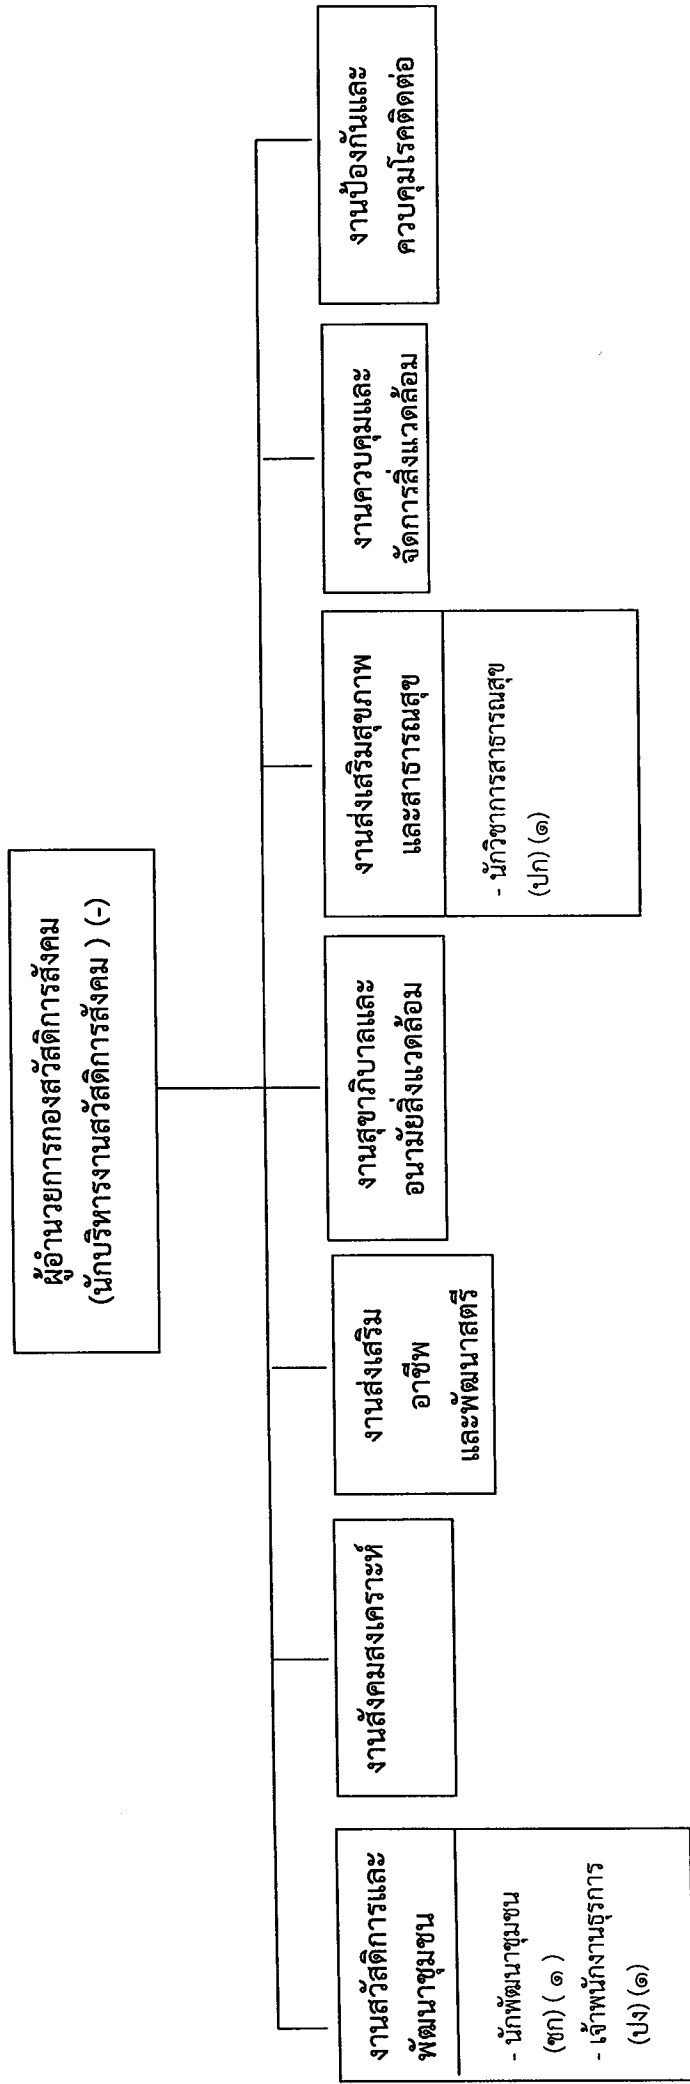 ผู้อำนวยการกองสวัสดิการสังคม
(นักบริหารงานสวัสดิการสังคม ) (-)
งานสวัสดิการและ
พัฒนาชุมชน
- นักพัฒนาชุมชน
(ชก) ( ๑ )
- เจ้าพนักงานธุรการ
(ปง) (๑)
งานสังคมสงเคราะห์
งานส่งเสริม
อาชีพ
และพัฒนาสตรี
งานสุขาภิบาลและ
อนามัยสิ่งแวดล้อม
งานส่งเสริมสุขภาพ
และสาธารณสุข
- นักวิชาการสาธารณสุข
(ปก) (๑)
งานควบคุมและ
จัดการสิ่งแวดล้อม
งานป้องกันและ
ควบคุมโรคติดต่อ